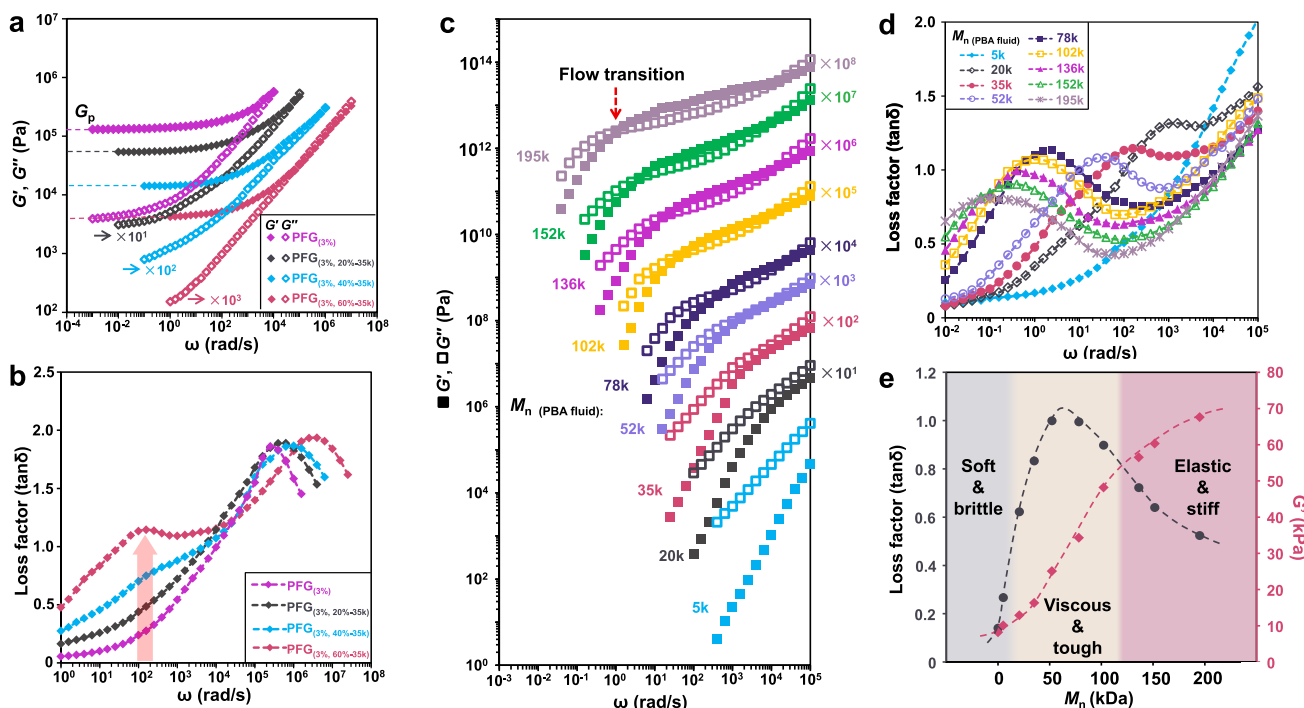 a
G′, G″ (Pa)
10⁷
10⁶
10⁵
10⁴
10³
10²
Gₚ
×10¹
×10²
×10³
G′ G″
PFG(3%)
PFG(3%, 20%-35k)
PFG(3%, 40%-35k)
PFG(3%, 60%-35k)
10⁻⁴ 10⁻² 10⁰ 10² 10⁴ 10⁶ 10⁸
ω (rad/s)
b
Loss factor (tanδ)
2.5
2.0
1.5
1.0
0.5
0
PFG(3%)
PFG(3%, 20%-35k)
PFG(3%, 40%-35k)
PFG(3%, 60%-35k)
10⁰ 10¹ 10² 10³ 10⁴ 10⁵ 10⁶ 10⁷ 10⁸
ω (rad/s)
c
G′, G″ (Pa)
10¹⁴
10¹²
10¹⁰
10⁸
10⁶
10⁴
10²
10⁰
Flow transition
195k
×10⁸
152k
×10⁷
136k
×10⁶
102k
×10⁵
78k
×10⁴
52k
×10³
35k
×10²
20k
×10¹
5k
Mₙ (PBA fluid):
10⁻³ 10⁻² 10⁻¹ 10⁰ 10¹ 10² 10³ 10⁴ 10⁵
ω (rad/s)
d
Loss factor (tanδ)
2.0
1.5
1.0
0.5
0.0
Mₙ (PBA fluid)
5k
20k
35k
52k
78k
102k
136k
152k
195k
10⁻² 10⁻¹ 10⁰ 10¹ 10² 10³ 10⁴ 10⁵
ω (rad/s)
e
Loss factor (tanδ)
1.2
1.0
0.8
0.6
0.4
0.2
0
Soft
&
brittle
Viscous
&
tough
Elastic
&
stiff
80
70
60
50
40
30
20
10
0
G′ (kPa)
0 50 100 150 200
Mₙ (kDa)